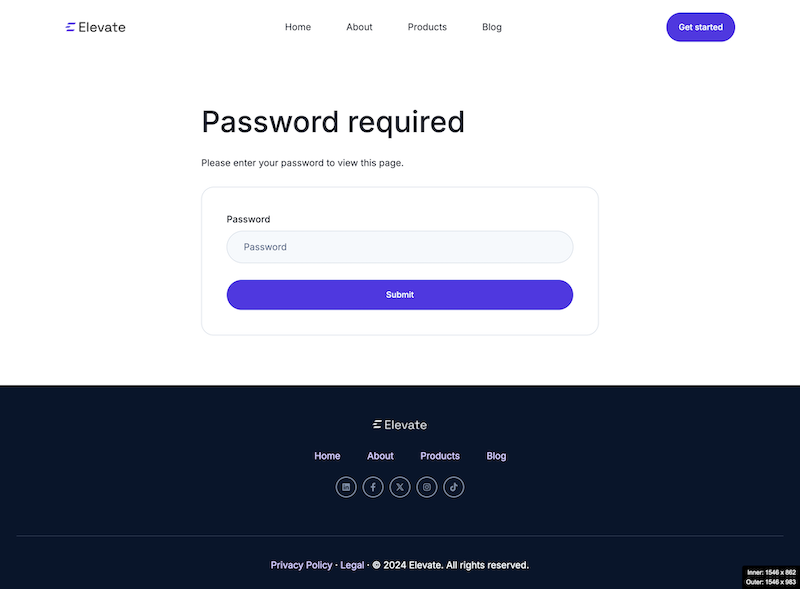 Elevate
Home About Products Blog
Get started
Password required
Please enter your password to view this page.
Password
Password
Submit
Elevate
Home About Products Blog
Privacy Policy · Legal · © 2024 Elevate. All rights reserved.
Inner: 1546 x 862
Outer: 1546 x 983